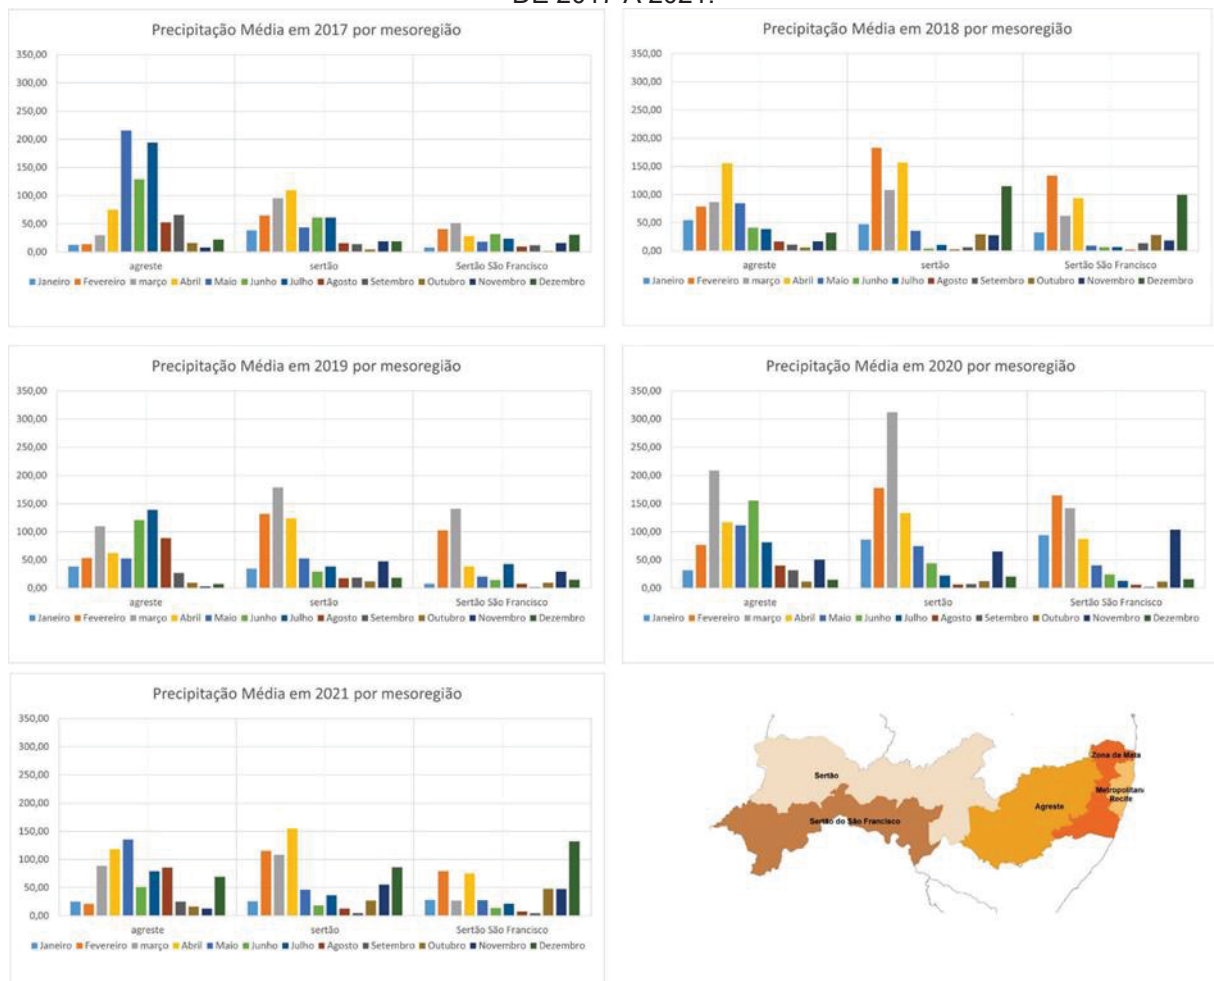 DE 2017 A 2021.
Precipitação Média em 2017 por mesoregião
350,00
300,00
250,00
200,00
150,00
100,00
50,00
0,00
agreste sertão Sertão São Francisco
Janeiro Fevereiro março Abril Maio Junho Julho Agosto Setembro Outubro Novembro Dezembro
Precipitação Média em 2018 por mesoregião
350,00
300,00
250,00
200,00
150,00
100,00
50,00
0,00
agreste sertão Sertão São Francisco
Janeiro Fevereiro março Abril Maio Junho Julho Agosto Setembro Outubro Novembro Dezembro
Precipitação Média em 2019 por mesoregião
350,00
300,00
250,00
200,00
150,00
100,00
50,00
0,00
agreste sertão Sertão São Francisco
Janeiro Fevereiro março Abril Maio Junho Julho Agosto Setembro Outubro Novembro Dezembro
Precipitação Média em 2020 por mesoregião
350,00
300,00
250,00
200,00
150,00
100,00
50,00
0,00
agreste sertão Sertão São Francisco
Janeiro Fevereiro março Abril Maio Junho Julho Agosto Setembro Outubro Novembro Dezembro
Precipitação Média em 2021 por mesoregião
350,00
300,00
250,00
200,00
150,00
100,00
50,00
0,00
agreste sertão Sertão São Francisco
Janeiro Fevereiro março Abril Maio Junho Julho Agosto Setembro Outubro Novembro Dezembro
Zona de Mata
Sertão
Metropolitana
Recife
Agreste
Sertão do São Francisco